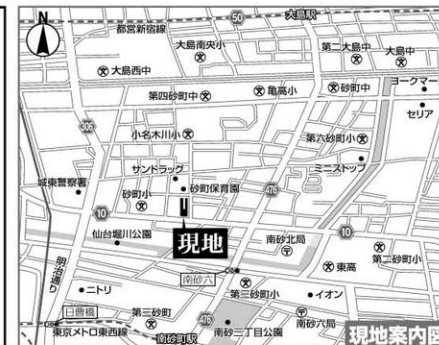 N
都営新宿線
50
大島駅
大島南央小
第二大島中
大島中
大島西中
ヨークマー
第四砂町中
亀高小
砂町中
セリア
306
小名木川小
第六砂町小
サンドラッグ
ミニストップ
城東警察署
砂町保育園
砂町小
476
10
現地
南砂北局
10
仙台堀川公園
明治通り
南砂六
東高
第二砂町小
第三砂町小
ニトリ
イオン
日曹橋
第三砂町
476
南砂六局
東京メトロ東西線
南砂町駅
南砂三丁目公園
現地案内図